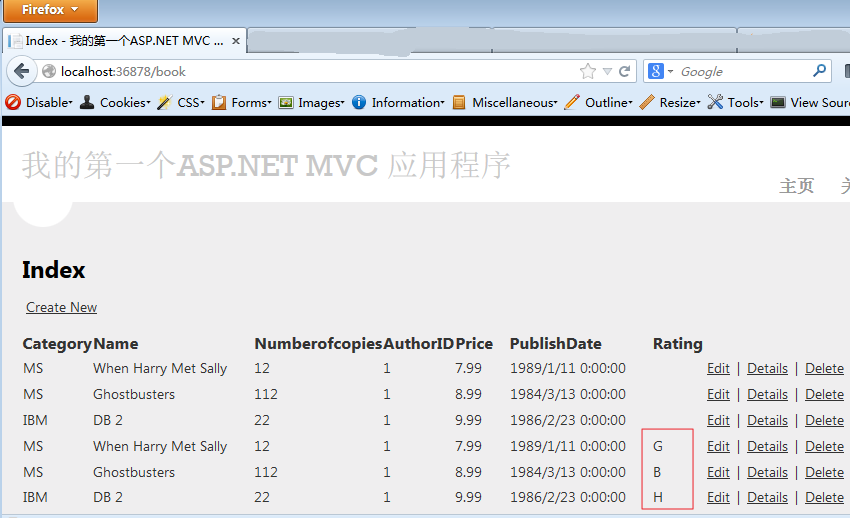 Firefox
Index - 我的第一个ASP.NET MVC ... ×
localhost:36878/book
8 Google
Disable Cookies CSS Forms Images Information Miscellaneous Outline Resize Tools View Sour
我的第一个ASP.NET MVC 应用程序
主页
Index
Create New
Category Name Numberofcopies AuthorID Price PublishDate Rating
MS When Harry Met Sally 12 1 7.99 1989/1/11 0:00:00 Edit | Details | Delete
MS Ghostbusters 112 1 8.99 1984/3/13 0:00:00 Edit | Details | Delete
IBM DB 2 22 1 9.99 1986/2/23 0:00:00 Edit | Details | Delete
MS When Harry Met Sally 12 1 7.99 1989/1/11 0:00:00 G Edit | Details | Delete
MS Ghostbusters 112 1 8.99 1984/3/13 0:00:00 B Edit | Details | Delete
IBM DB 2 22 1 9.99 1986/2/23 0:00:00 H Edit | Details | Delete